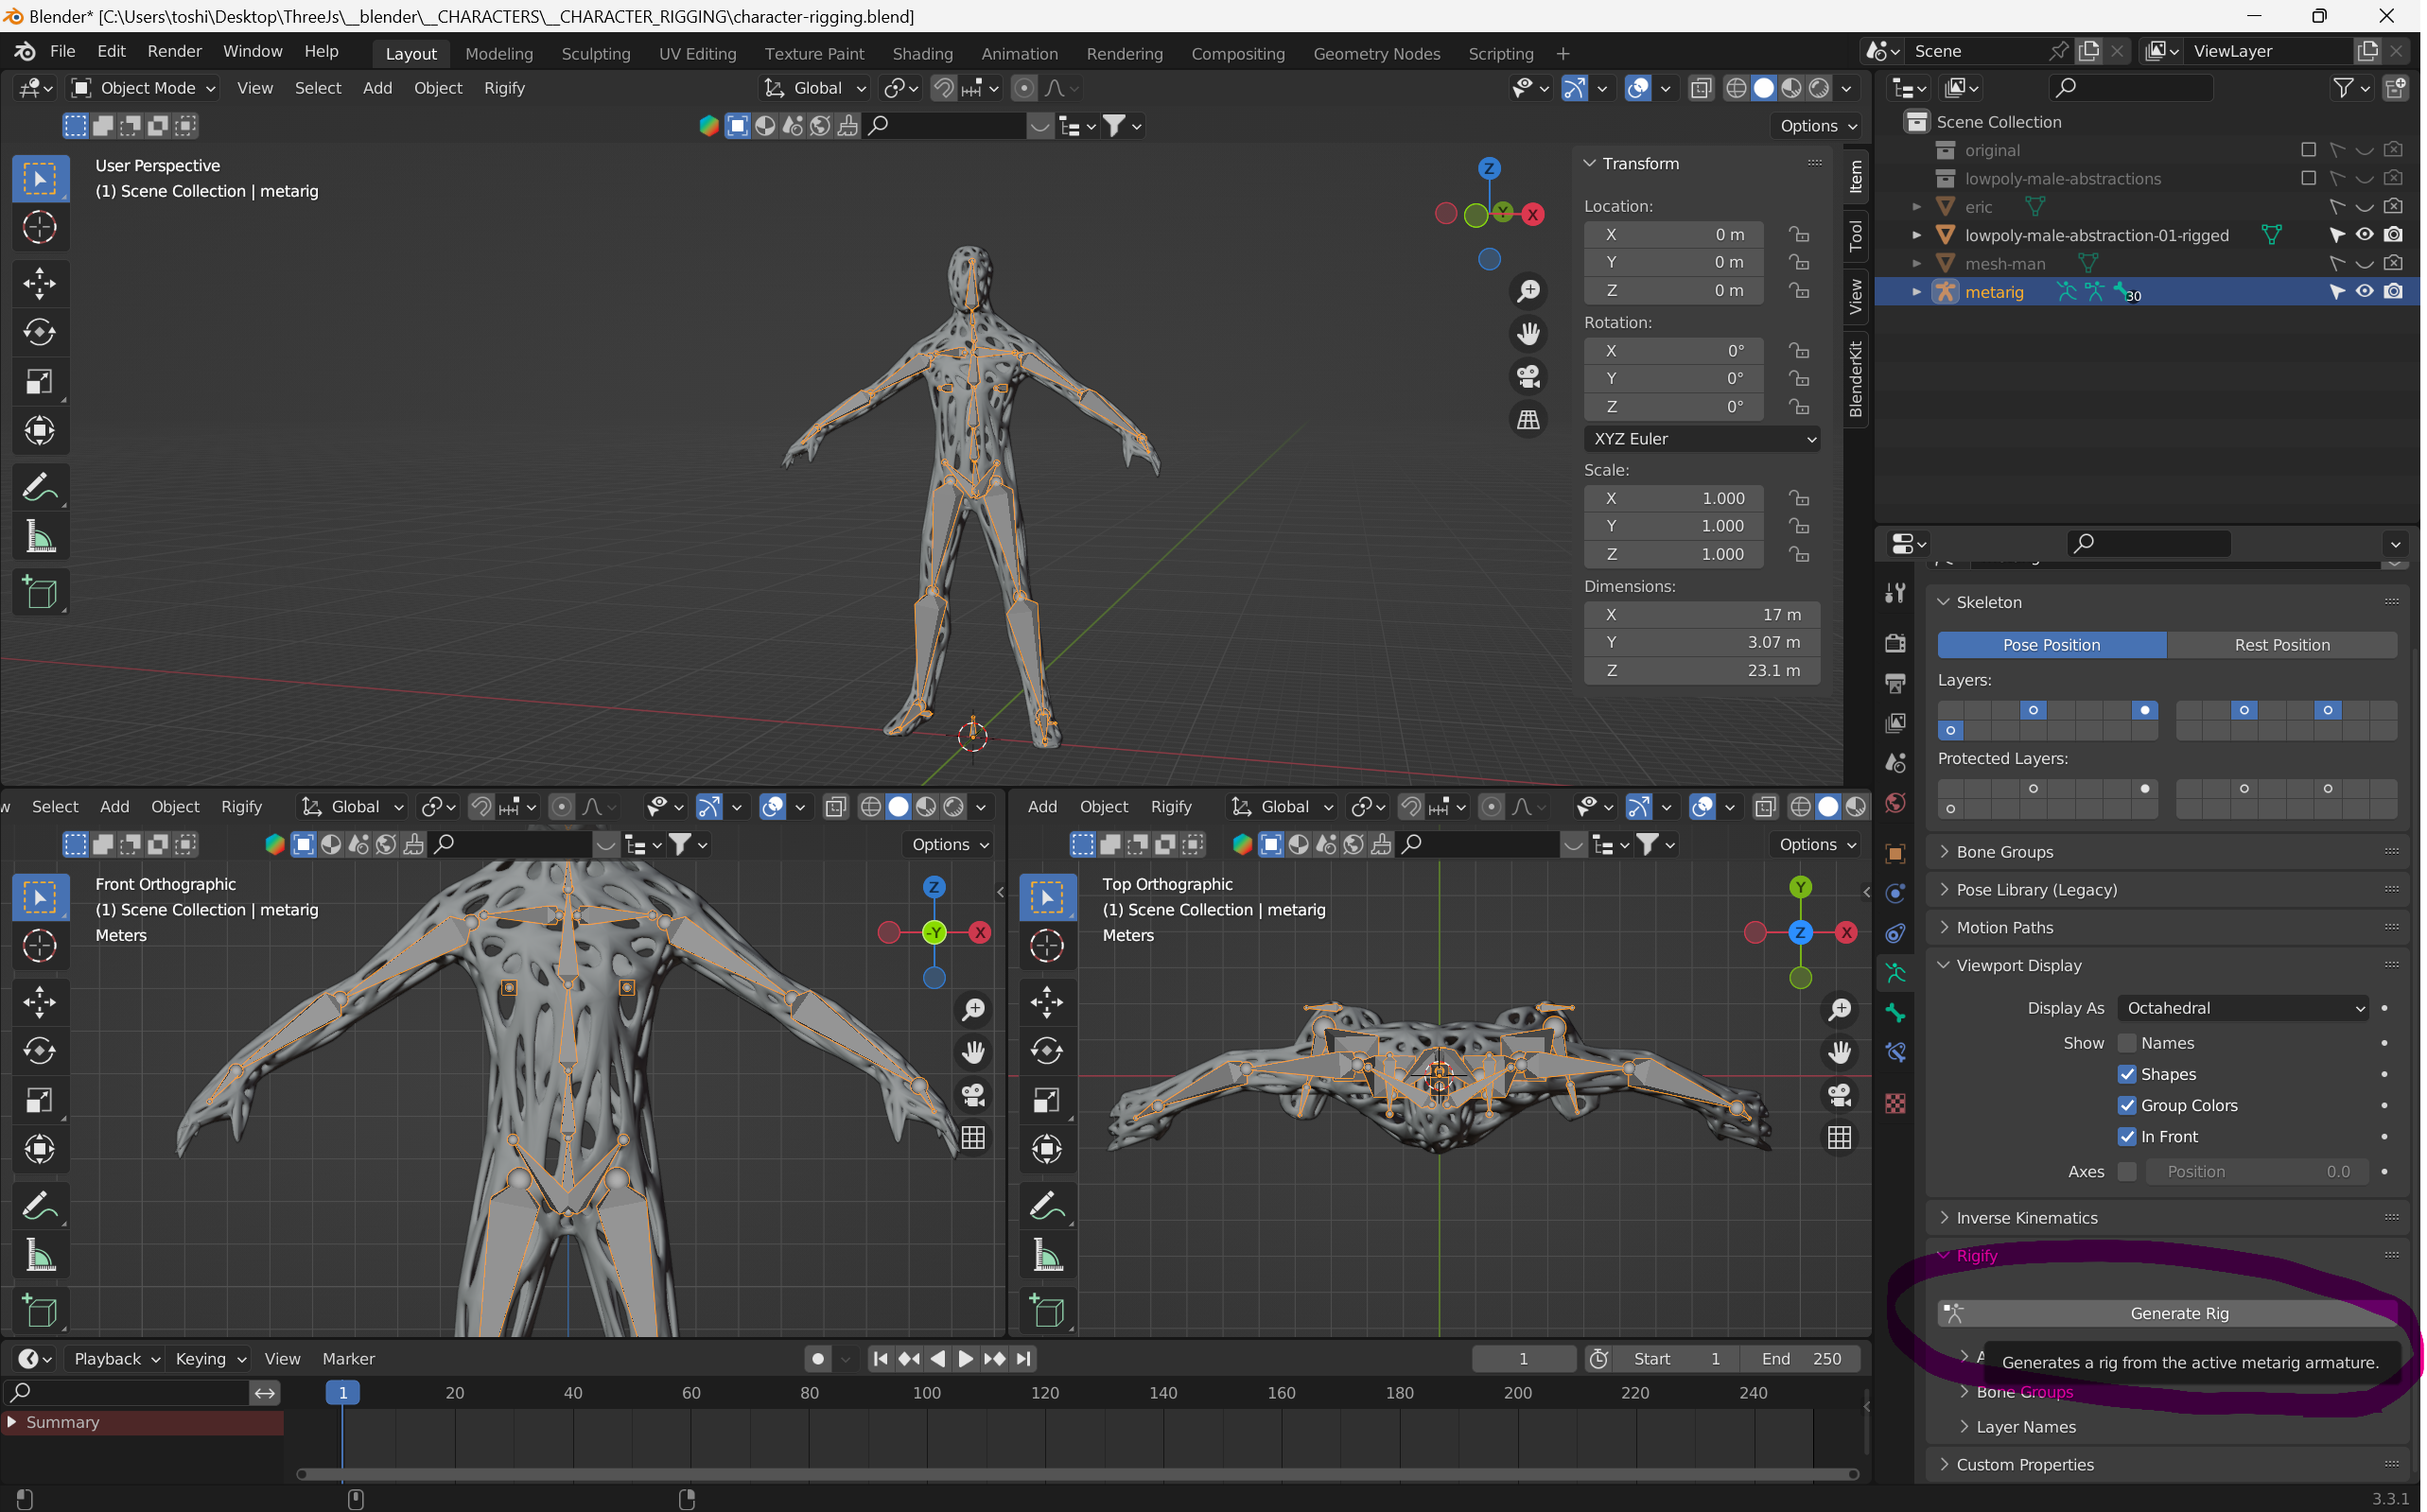 Blender* [C:\Users\toshi\Desktop\ThreeJs\__blender\__CHARACTERS\__CHARACTER_RIGGING\character-rigging.blend]
File Edit Render Window Help Layout Modeling Sculpting UV Editing Texture Paint Shading Animation Rendering Compositing Geometry Nodes Scripting + Scene ViewLayer
Object Mode View Select Add Object Rigify Global
Options
User Perspective
(1) Scene Collection | metarig
Z
Y
X
Transform
Location:
X 0 m
Y 0 m
Z 0 m
Rotation:
X 0°
Y 0°
Z 0°
XYZ Euler
Scale:
X 1.000
Y 1.000
Z 1.000
Dimensions:
X 17 m
Y 3.07 m
Z 23.1 m
Item
Tool
View
BlenderKit
Scene Collection
original
lowpoly-male-abstractions
eric
lowpoly-male-abstraction-01-rigged
mesh-man
metarig 30
Skeleton
Pose Position Rest Position
Layers:
Protected Layers:
Bone Groups
Pose Library (Legacy)
Motion Paths
Viewport Display
Display As Octahedral
Show Names
Shapes
Group Colors
In Front
Axes Position 0.0
Inverse Kinematics
Rigify
Generate Rig
Generates a rig from the active metarig armature.
Bone Groups
Layer Names
Custom Properties
w Select Add Object Rigify Global
Options
Front Orthographic
(1) Scene Collection | metarig
Meters
Z
-Y
X
Add Object Rigify Global
Options
Top Orthographic
(1) Scene Collection | metarig
Meters
Y
Z
X
Playback Keying View Marker 1 Start 1 End 250
1 20 40 60 80 100 120 140 160 180 200 220 240
Summary
3.3.1